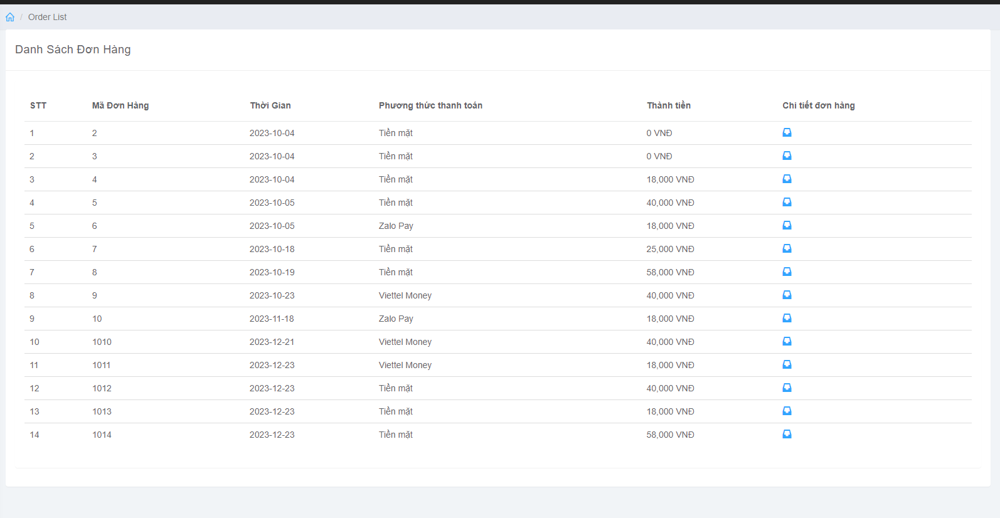 / Order List
Danh Sách Đơn Hàng
STT Mã Đơn Hàng Thời Gian Phương thức thanh toán Thành tiền Chi tiết đơn hàng
1 2 2023-10-04 Tiền mặt 0 VNĐ
2 3 2023-10-04 Tiền mặt 0 VNĐ
3 4 2023-10-04 Tiền mặt 18,000 VNĐ
4 5 2023-10-05 Tiền mặt 40,000 VNĐ
5 6 2023-10-05 Zalo Pay 18,000 VNĐ
6 7 2023-10-18 Tiền mặt 25,000 VNĐ
7 8 2023-10-19 Tiền mặt 58,000 VNĐ
8 9 2023-10-23 Viettel Money 40,000 VNĐ
9 10 2023-11-18 Zalo Pay 18,000 VNĐ
10 1010 2023-12-21 Viettel Money 40,000 VNĐ
11 1011 2023-12-23 Viettel Money 18,000 VNĐ
12 1012 2023-12-23 Tiền mặt 40,000 VNĐ
13 1013 2023-12-23 Tiền mặt 18,000 VNĐ
14 1014 2023-12-23 Tiền mặt 58,000 VNĐ